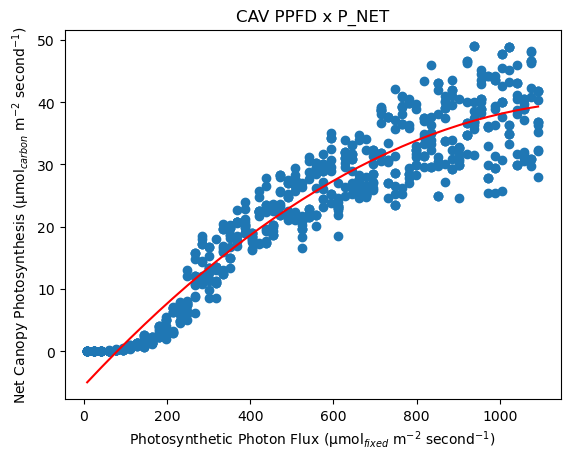 CAV PPFD x P_NET
Net Canopy Photosynthesis (μmol_carbon m⁻² second⁻¹)
50
40
30
20
10
0
0 200 400 600 800 1000
Photosynthetic Photon Flux (μmol_fixed m⁻² second⁻¹)